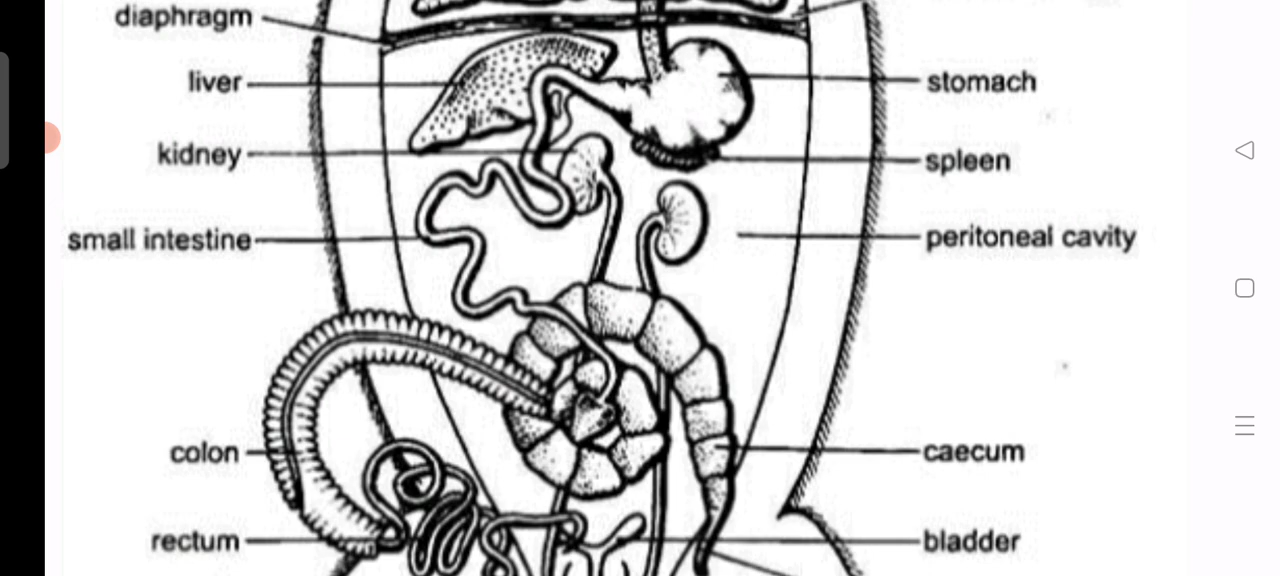 diaphragm
liver
stomach
kidney
spleen
small intestine
peritoneal cavity
colon
caecum
rectum
bladder